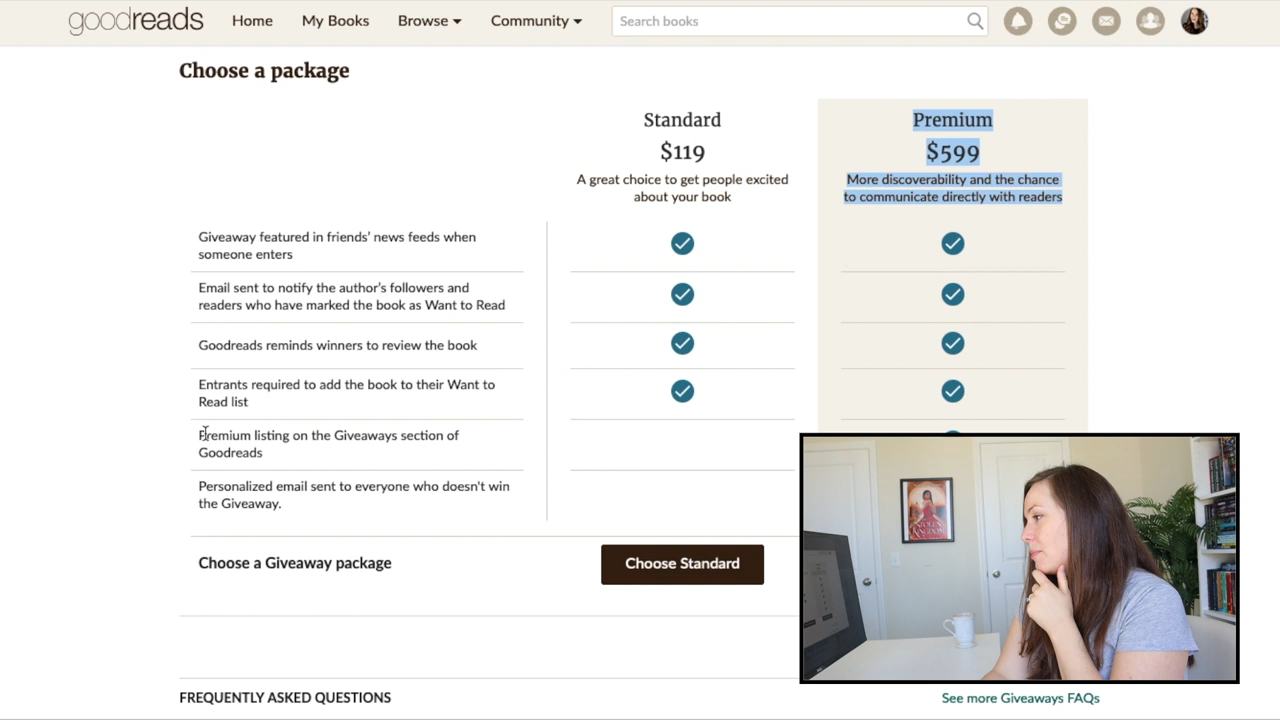 goodreads Home My Books Browse Community Search books
Choose a package
Standard Premium
$119 $599
A great choice to get people excited
about your book
More discoverability and the chance
to communicate directly with readers
Giveaway featured in friends' news feeds when
someone enters
Email sent to notify the author's followers and
readers who have marked the book as Want to Read
Goodreads reminds winners to review the book
Entrants required to add the book to their Want to
Read list
Premium listing on the Giveaways section of
Goodreads
Personalized email sent to everyone who doesn't win
the Giveaway.
Choose a Giveaway package Choose Standard
STOLEN
KINGDOM
FREQUENTLY ASKED QUESTIONS See more Giveaways FAQs